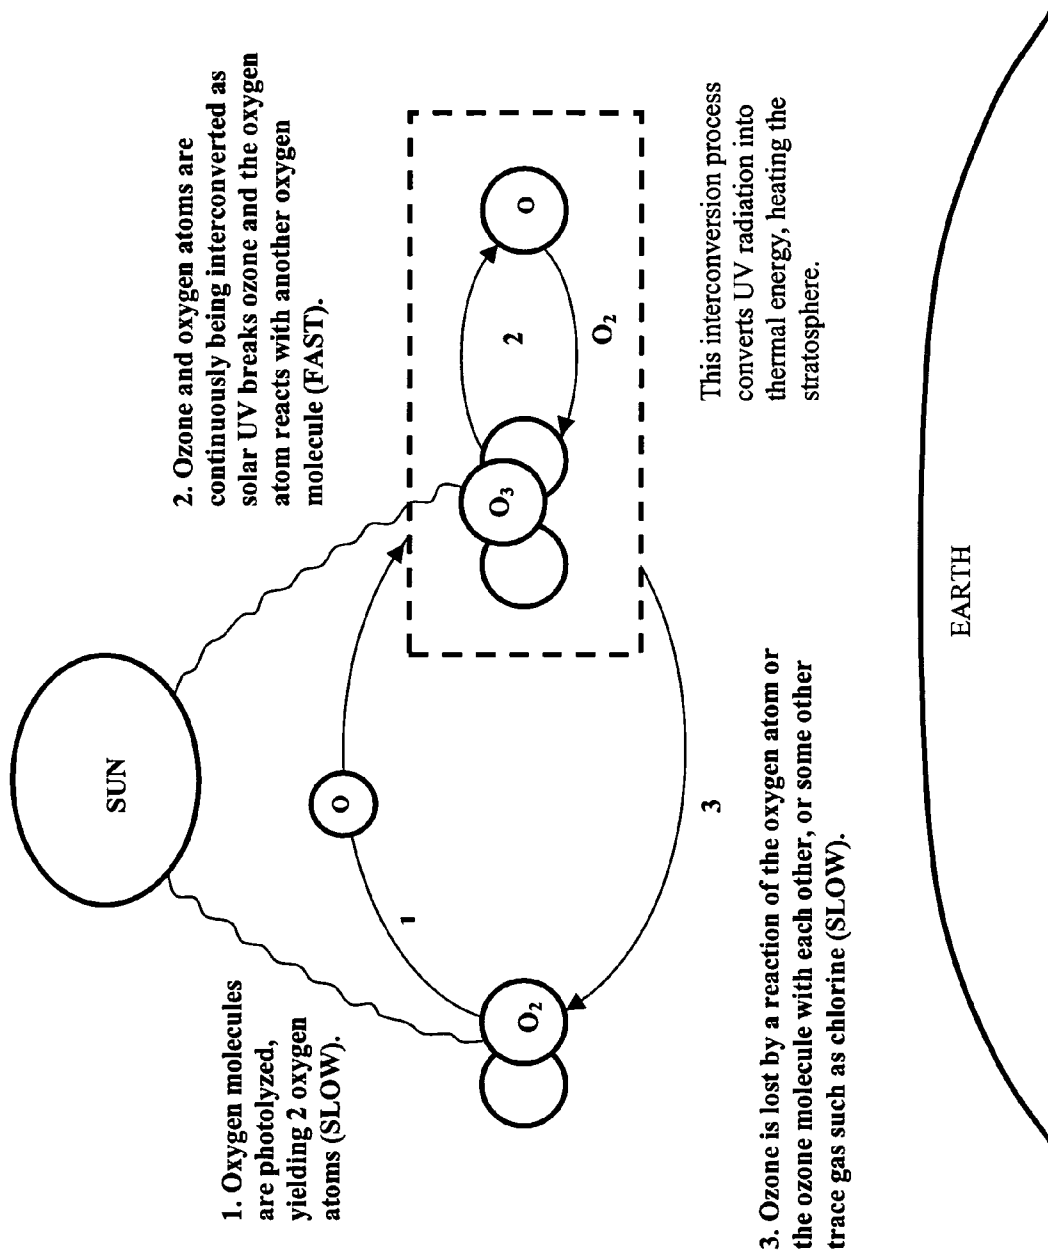 SUN
1. Oxygen molecules
are photolyzed,
yielding 2 oxygen
atoms (SLOW).
2. Ozone and oxygen atoms are
continuously being interconverted as
solar UV breaks ozone and the oxygen
atom reacts with another oxygen
molecule (FAST).
O
1
O2
O3
2
O
O2
3
This interconversion process
converts UV radiation into
thermal energy, heating the
stratosphere.
3. Ozone is lost by a reaction of the oxygen atom or
the ozone molecule with each other, or some other
trace gas such as chlorine (SLOW).
EARTH